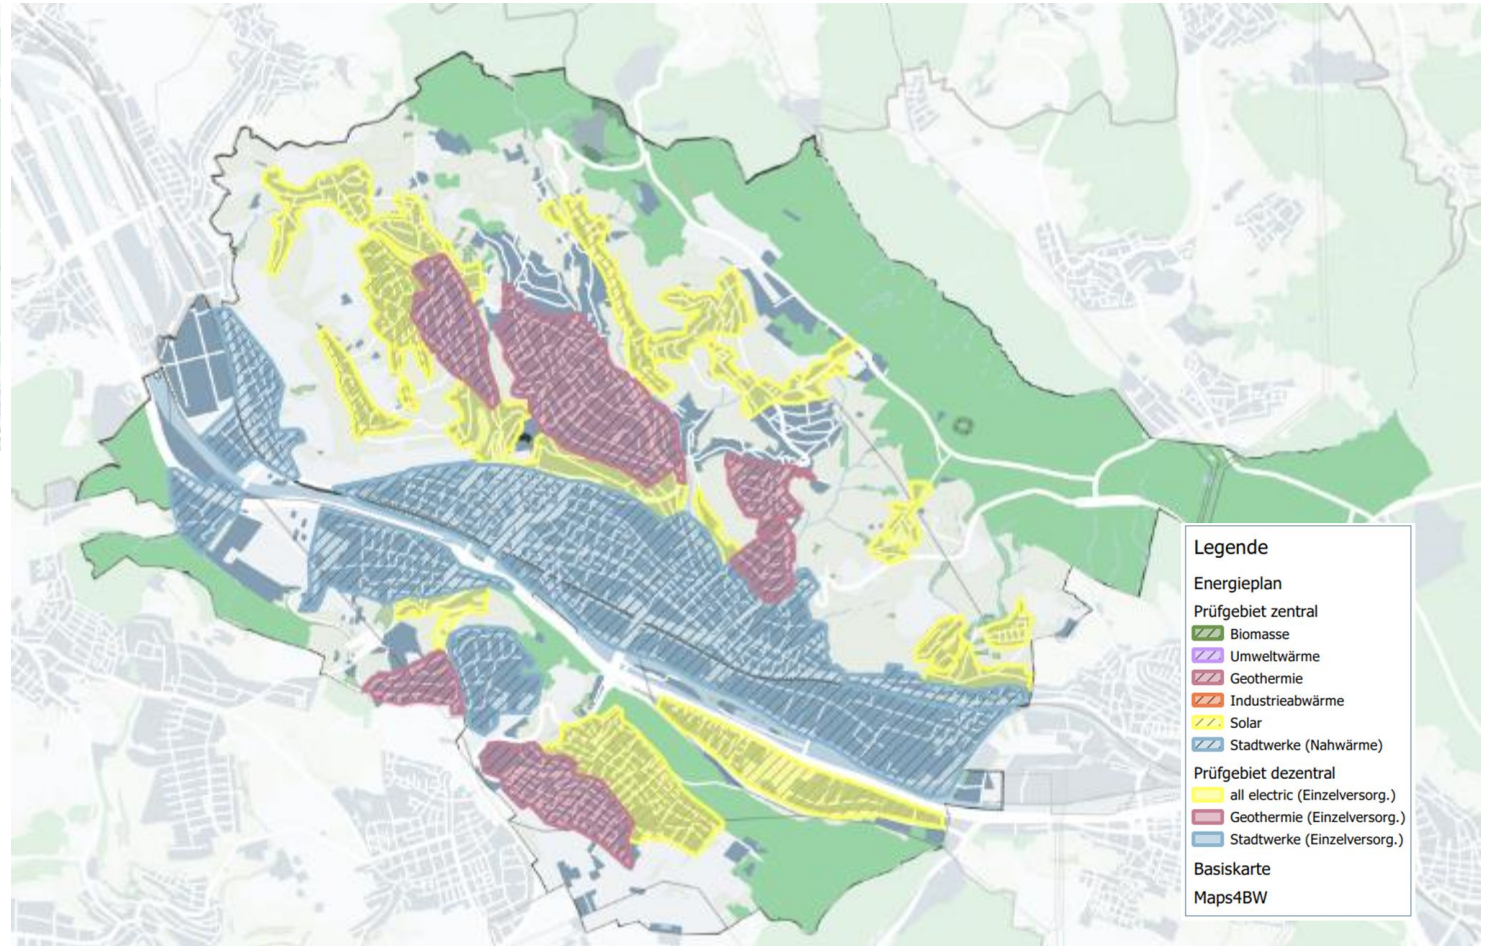 Legende
Energieplan
Prüfgebiet zentral
Biomasse
Umweltwärme
Geothermie
Industrieabwärme
Solar
Stadtwerke (Nahwärme)
Prüfgebiet dezentral
all electric (Einzelversorg.)
Geothermie (Einzelversorg.)
Stadtwerke (Einzelversorg.)
Basiskarte
Maps4BW